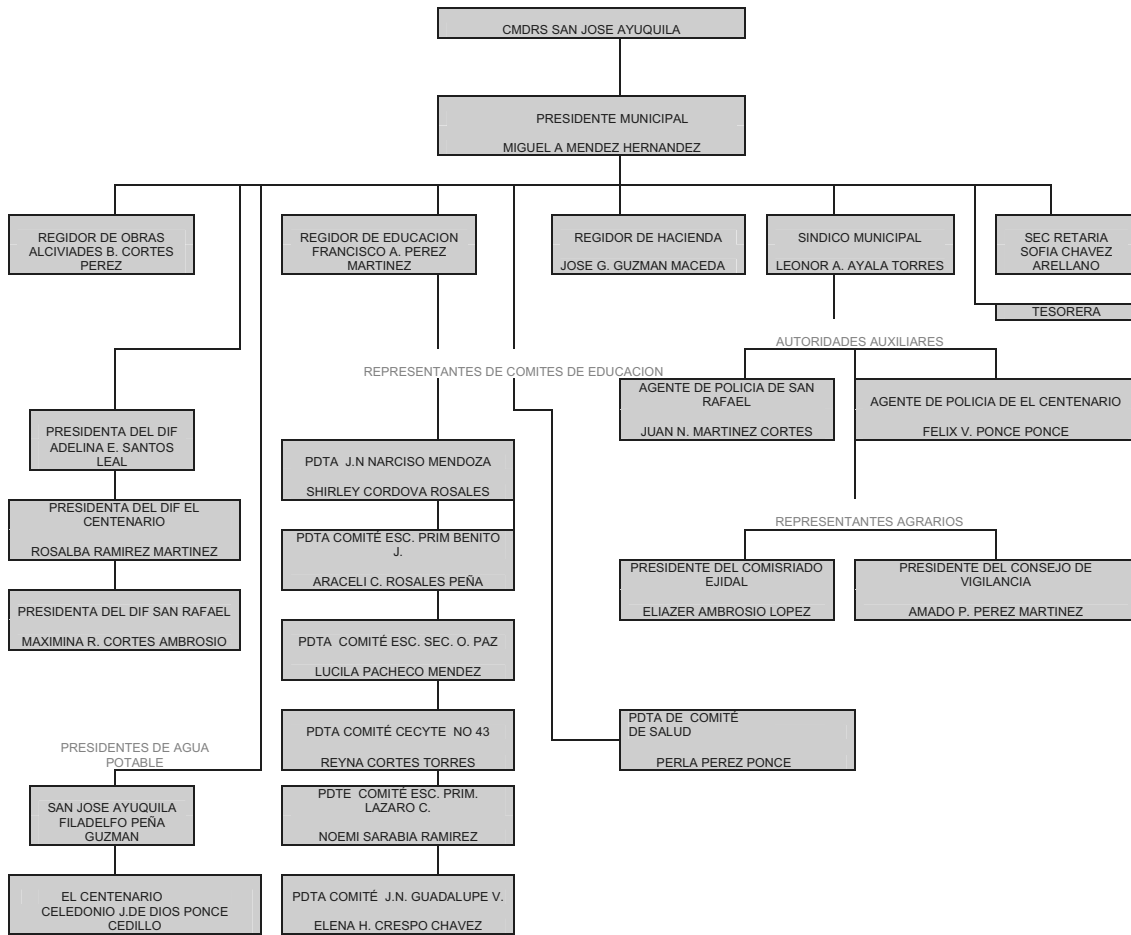 CMDRS SAN JOSE AYUQUILA
PRESIDENTE MUNICIPAL
MIGUEL A MENDEZ HERNANDEZ
REGIDOR DE OBRAS
ALCIVIADES B. CORTES
PEREZ
REGIDOR DE EDUCACION
FRANCISCO A. PEREZ
MARTINEZ
REGIDOR DE HACIENDA
JOSE G. GUZMAN MACEDA
SINDICO MUNICIPAL
LEONOR A. AYALA TORRES
SEC RETARIA
SOFIA CHAVEZ
ARELLANO
TESORERA
AUTORIDADES AUXILIARES
REPRESENTANTES DE COMITES DE EDUCACION
AGENTE DE POLICIA DE SAN
RAFAEL
JUAN N. MARTINEZ CORTES
AGENTE DE POLICIA DE EL CENTENARIO
FELIX V. PONCE PONCE
PRESIDENTA DEL DIF
ADELINA E. SANTOS
LEAL
PDTA J.N NARCISO MENDOZA
SHIRLEY CORDOVA ROSALES
PRESIDENTA DEL DIF EL
CENTENARIO
ROSALBA RAMIREZ MARTINEZ
REPRESENTANTES AGRARIOS
PDTA COMITÉ ESC. PRIM BENITO
J.
ARACELI C. ROSALES PEÑA
PRESIDENTE DEL COMISRIADO
EJIDAL
ELIAZER AMBROSIO LOPEZ
PRESIDENTE DEL CONSEJO DE
VIGILANCIA
AMADO P. PEREZ MARTINEZ
PRESIDENTA DEL DIF SAN RAFAEL
MAXIMINA R. CORTES AMBROSIO
PDTA COMITÉ ESC. SEC. O. PAZ
LUCILA PACHECO MENDEZ
PDTA COMITÉ CECYTE NO 43
REYNA CORTES TORRES
PDTA DE COMITÉ
DE SALUD
PERLA PEREZ PONCE
PRESIDENTES DE AGUA
POTABLE
SAN JOSE AYUQUILA
FILADELFO PEÑA
GUZMAN
PDTE COMITÉ ESC. PRIM.
LAZARO C.
NOEMI SARABIA RAMIREZ
EL CENTENARIO
CELEDONIO J.DE DIOS PONCE
CEDILLO
PDTA COMITÉ J.N. GUADALUPE V.
ELENA H. CRESPO CHAVEZ